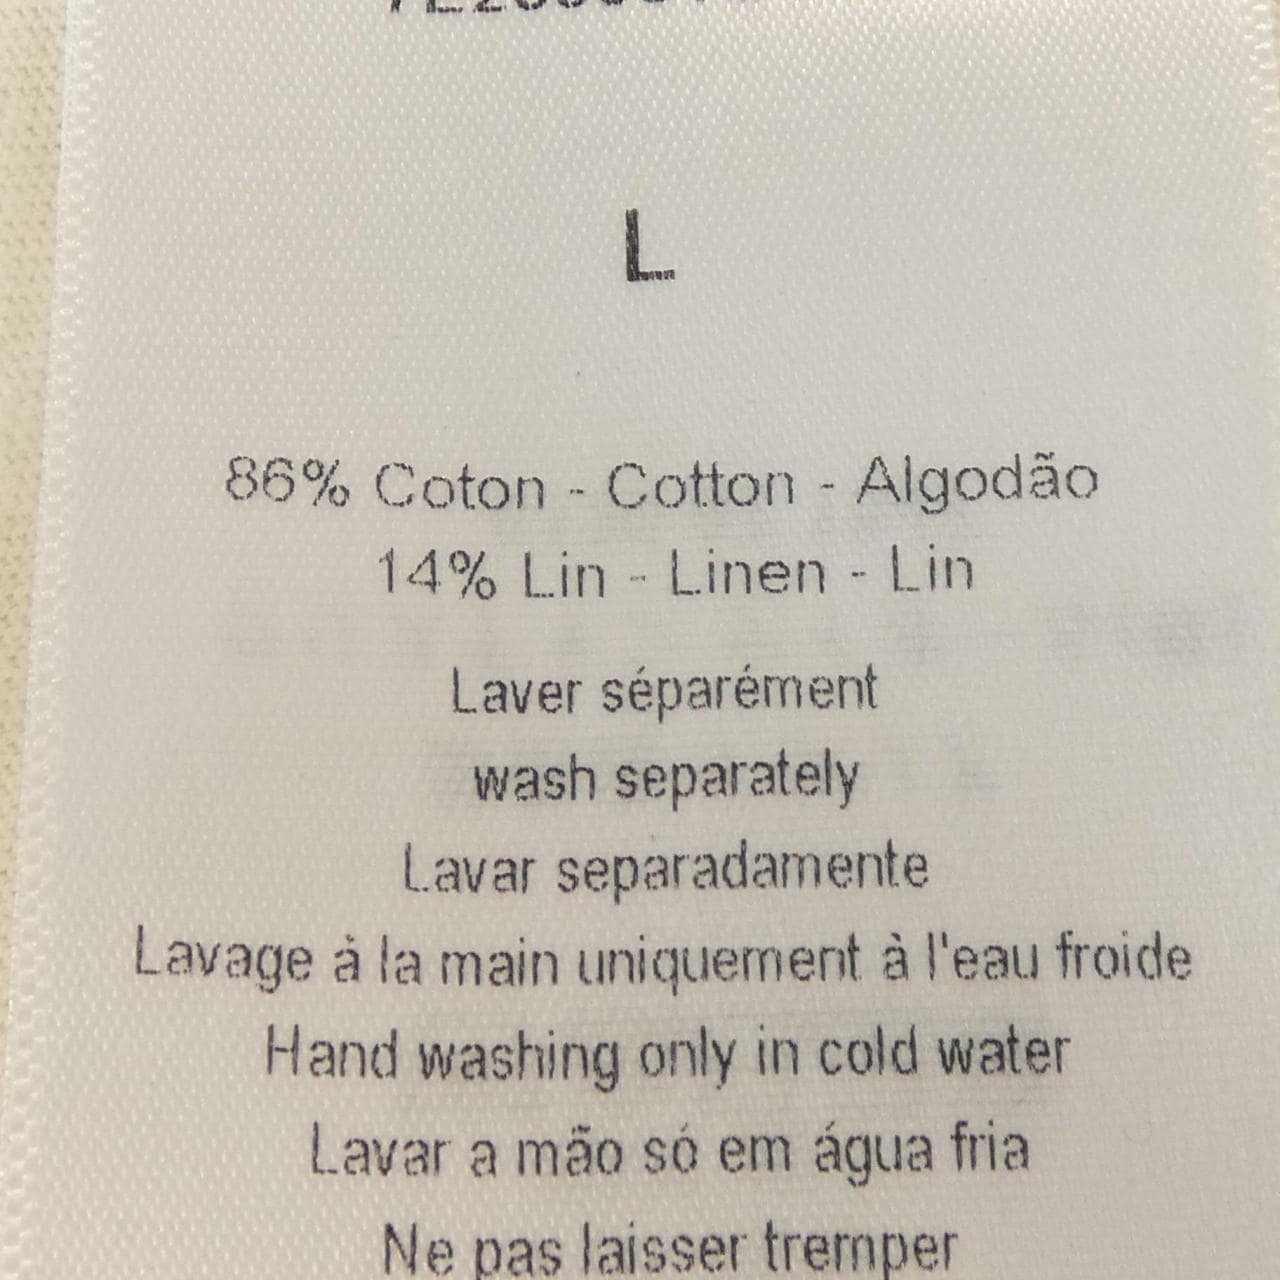 L
86% Coton - Cotton - Algodão
14% Lin - Linen - Lin
Laver séparément
wash separately
Lavar separadamente
Lavage à la main uniquement à l'eau froide
Hand washing only in cold water
Lavar a mão só em água fria
Ne pas laisser tremper